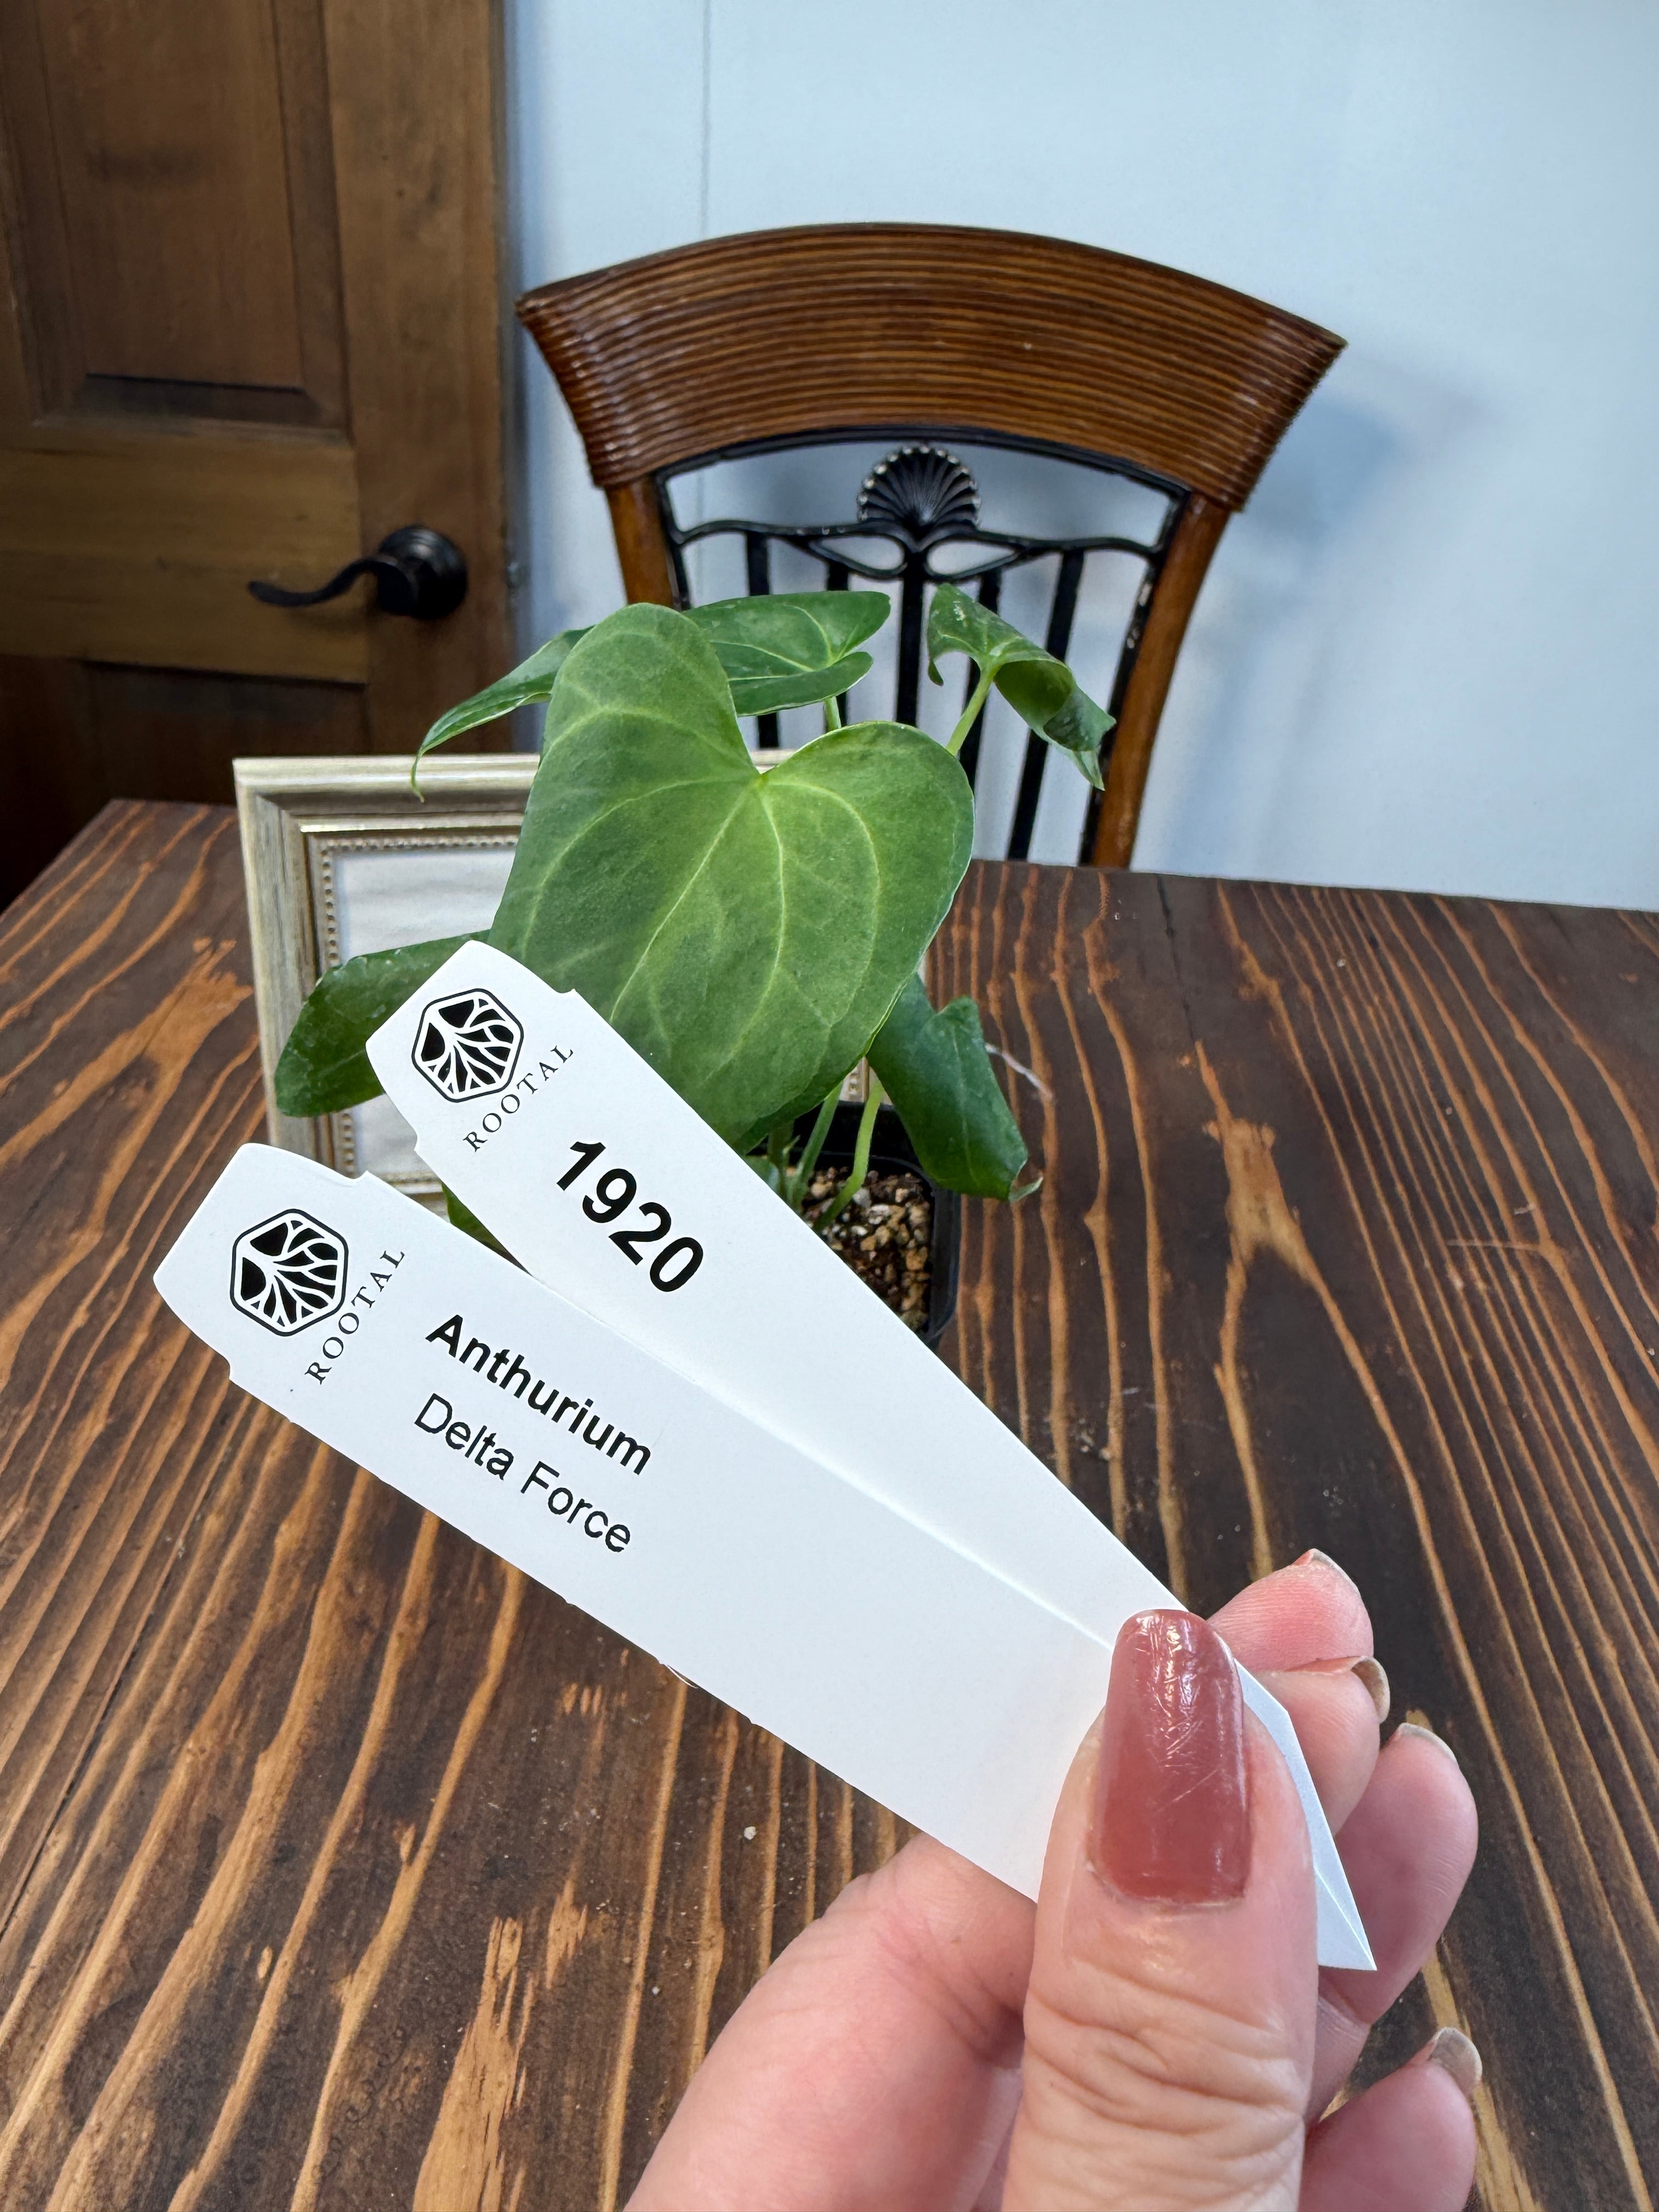 ROOTAL
1920
ROOTAL
Anthurium
Delta Force